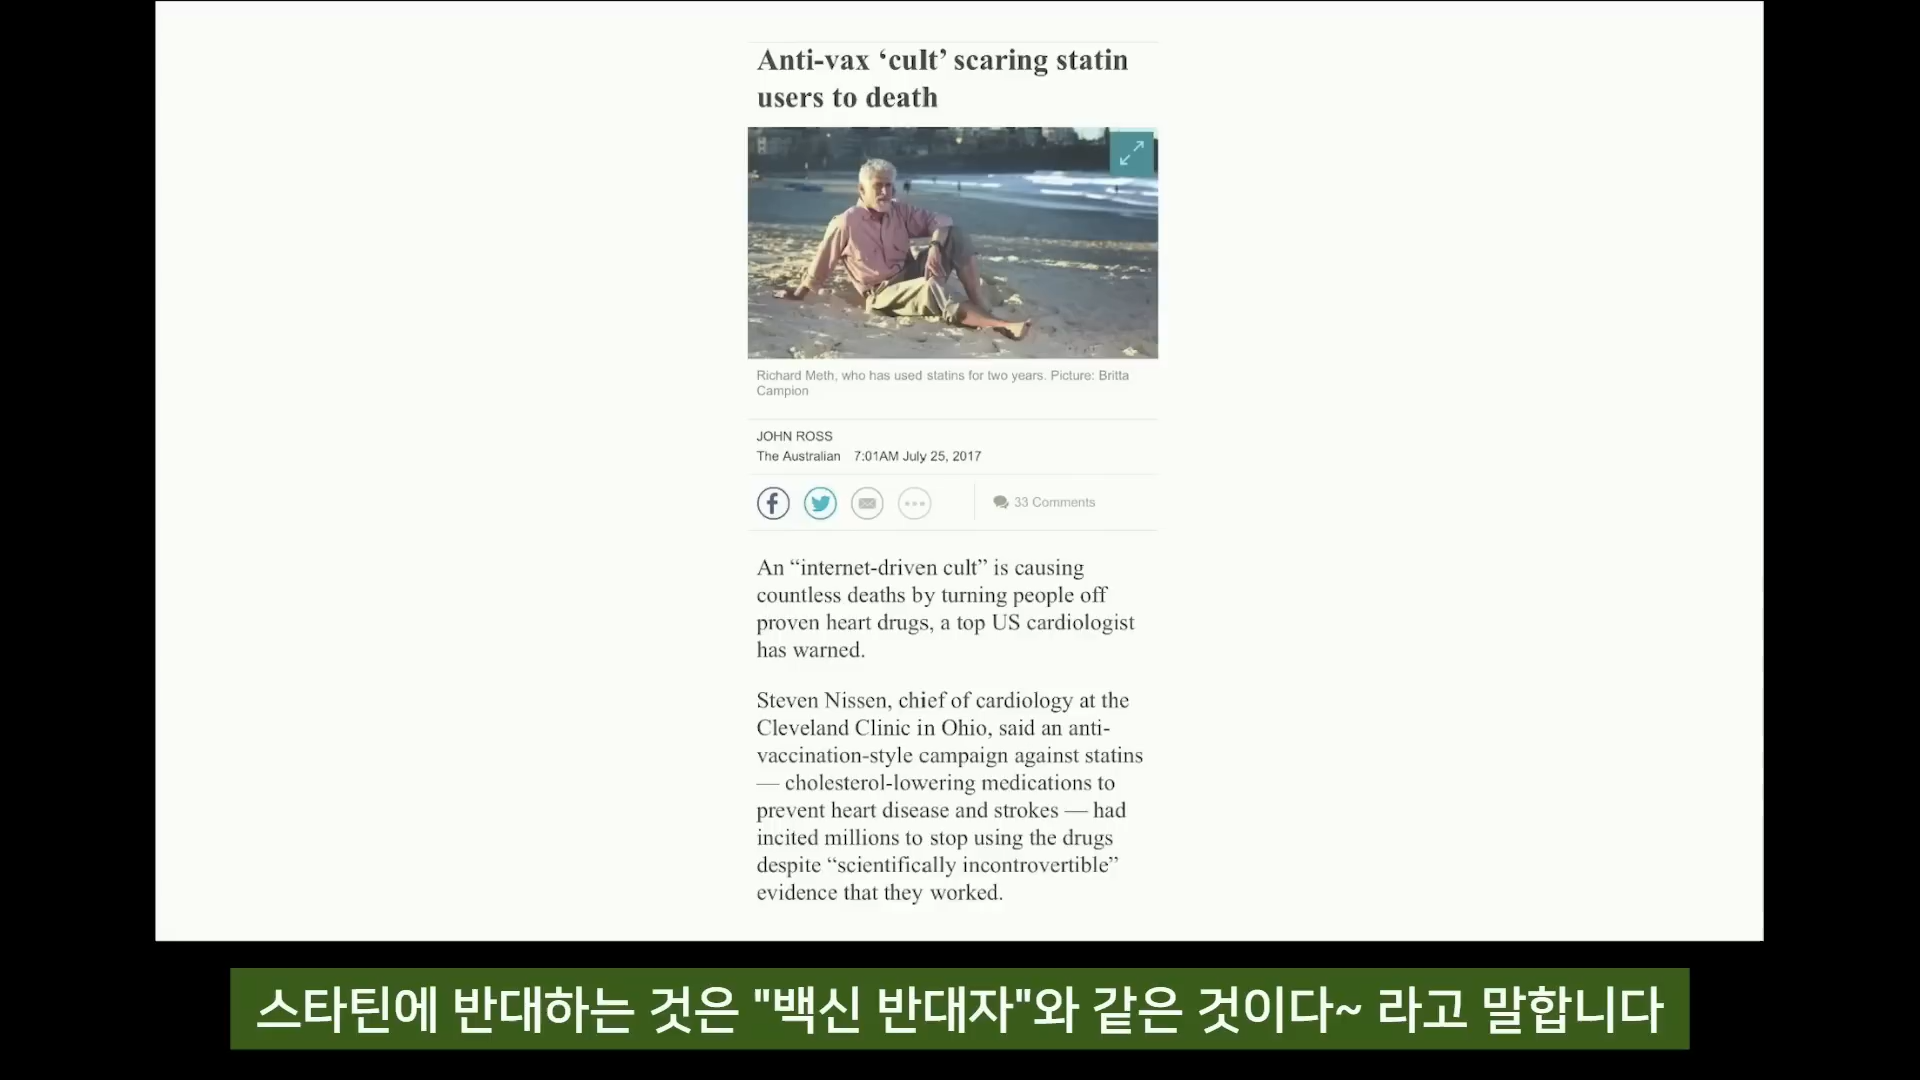 Anti-vax ‘cult’ scaring statin
users to death
Richard Meth, who has used statins for two years. Picture: Britta
Campion
JOHN ROSS
The Australian 7:01AM July 25, 2017
33 Comments
An “internet-driven cult” is causing
countless deaths by turning people off
proven heart drugs, a top US cardiologist
has warned.
Steven Nissen, chief of cardiology at the
Cleveland Clinic in Ohio, said an anti-
vaccination-style campaign against statins
— cholesterol-lowering medications to
prevent heart disease and strokes — had
incited millions to stop using the drugs
despite “scientifically incontrovertible”
evidence that they worked.
스타틴에 반대하는 것은 "백신 반대자"와 같은 것이다~ 라고 말합니다